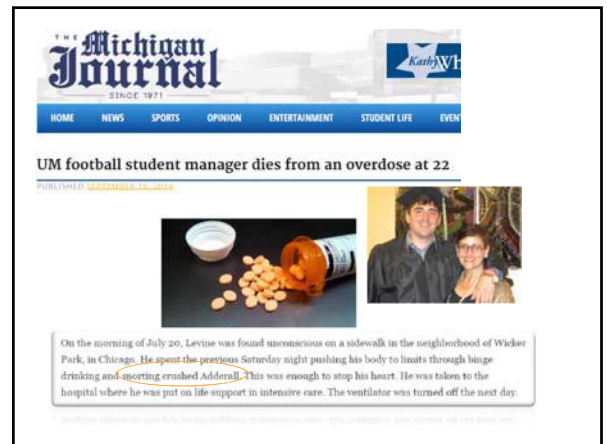 THE
Michigan
Journal
SINCE 1971
Kathy Wh
HOME NEWS SPORTS OPINION ENTERTAINMENT STUDENT LIFE EVEN
UM football student manager dies from an overdose at 22
PUBLISHED SEPTEMBER
On the morning of July 20, Levine was found unconscious on a sidewalk in the neighborhood of Wicker
Park, in Chicago. He spent the previous Saturday night pushing his body to limits through binge
drinking and snorting crushed Adderall. This was enough to stop his heart. He was taken to the
hospital where he was put on life support in intensive care. The ventilator was turned off the next day.